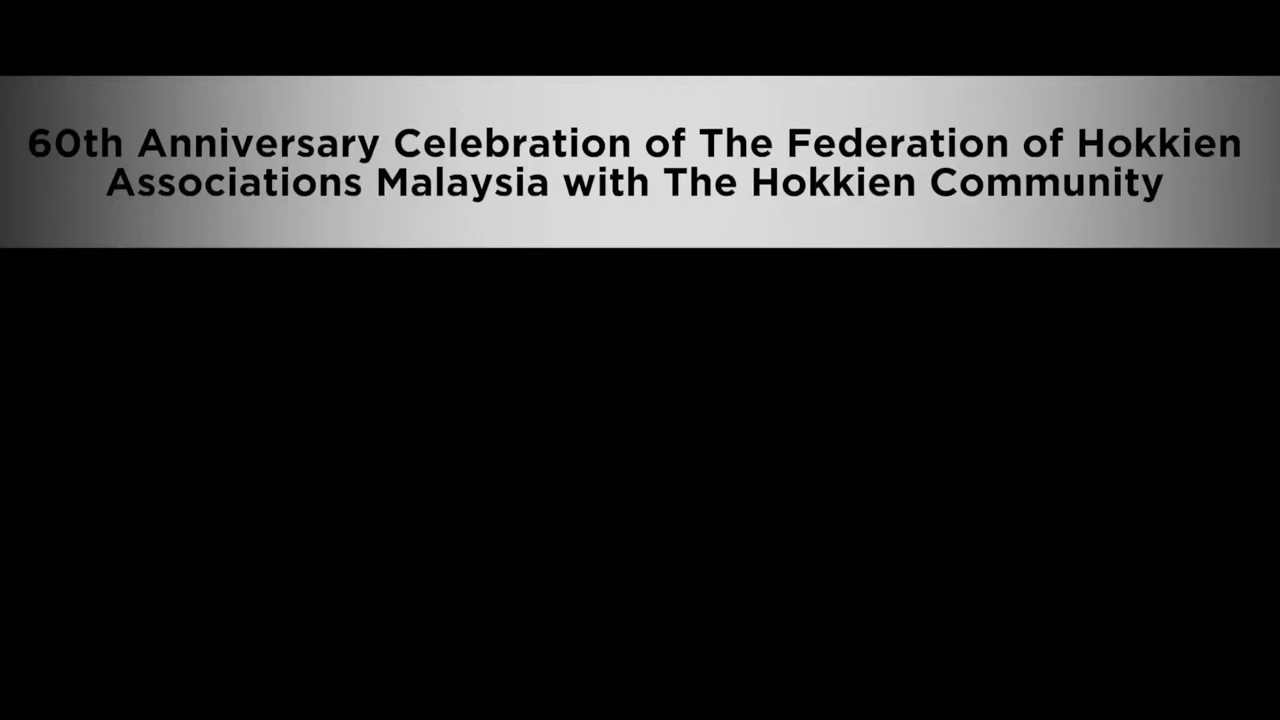 60th Anniversary Celebration of The Federation of Hokkien
Associations Malaysia with The Hokkien Community